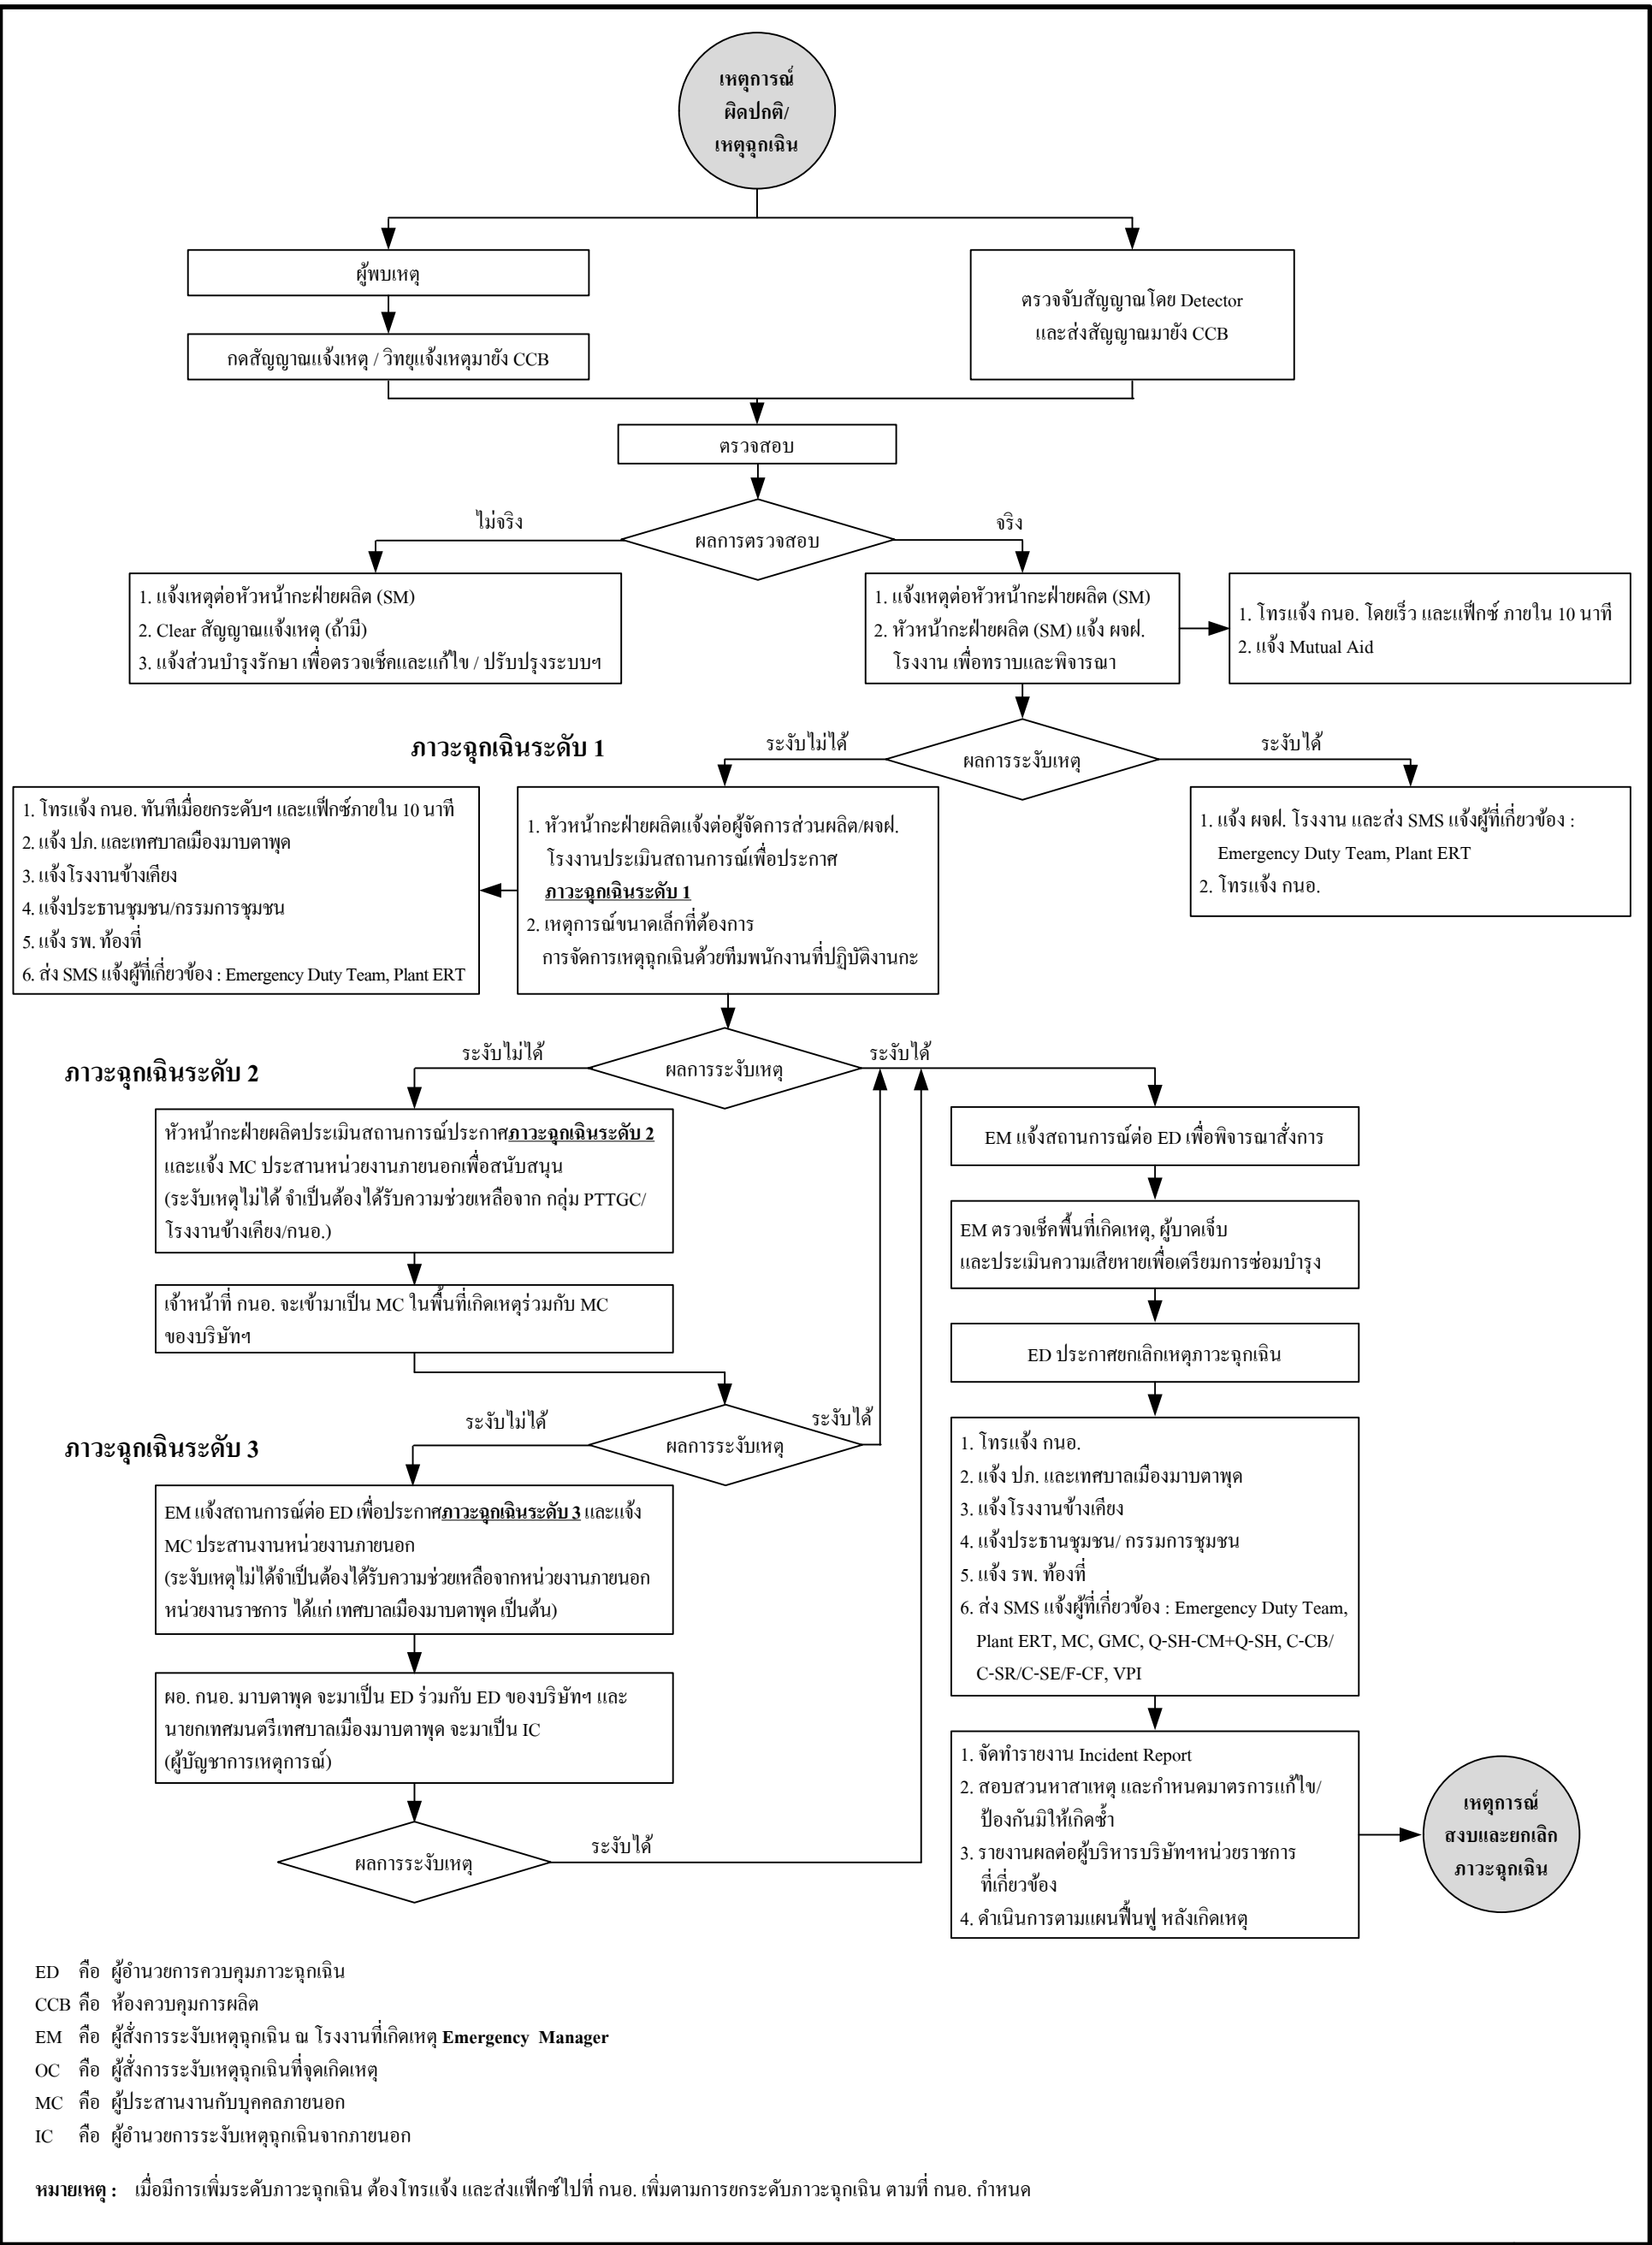 เหตุการณ์
ผิดปกติ/
เหตุฉุกเฉิน
ผู้พบเหตุ
กดสัญญาณแจ้งเหตุ / วิทยุแจ้งเหตุมายัง CCB
ตรวจจับสัญญาณโดย Detector
และส่งสัญญาณมายัง CCB
ตรวจสอบ
ไม่จริง
ผลการตรวจสอบ
จริง
1. แจ้งเหตุต่อหัวหน้ากะฝ่ายผลิต (SM)
2. Clear สัญญาณแจ้งเหตุ (ถ้ามี)
3. แจ้งส่วนบำรุงรักษา เพื่อตรวจเช็คและแก้ไข / ปรับปรุงระบบฯ
1. แจ้งเหตุต่อหัวหน้ากะฝ่ายผลิต (SM)
2. หัวหน้ากะฝ่ายผลิต (SM) แจ้ง ผจฝ.
โรงงาน เพื่อทราบและพิจารณา
1. โทรแจ้ง กนอ. โดยเร็ว และแฟ็กซ์ ภายใน 10 นาที
2. แจ้ง Mutual Aid
ภาวะฉุกเฉินระดับ 1
ระงับไม่ได้
ผลการระงับเหตุ
ระงับได้
1. โทรแจ้ง กนอ. ทันทีเมื่อยกระดับฯ และแฟ็กซ์ภายใน 10 นาที
2. แจ้ง ปภ. และเทศบาลเมืองมาบตาพุด
3. แจ้งโรงงานข้างเคียง
4. แจ้งประธานชุมชน/กรรมการชุมชน
5. แจ้ง รพ. ท้องที่
6. ส่ง SMS แจ้งผู้ที่เกี่ยวข้อง : Emergency Duty Team, Plant ERT
1. หัวหน้ากะฝ่ายผลิตแจ้งต่อผู้จัดการส่วนผลิต/ผจฝ.
โรงงานประเมินสถานการณ์เพื่อประกาศ
ภาวะฉุกเฉินระดับ 1
2. เหตุการณ์ขนาดเล็กที่ต้องการ
การจัดการเหตุฉุกเฉินด้วยทีมพนักงานที่ปฏิบัติงานกะ
1. แจ้ง ผจฝ. โรงงาน และส่ง SMS แจ้งผู้ที่เกี่ยวข้อง :
Emergency Duty Team, Plant ERT
2. โทรแจ้ง กนอ.
ภาวะฉุกเฉินระดับ 2
ระงับไม่ได้
ผลการระงับเหตุ
ระงับได้
หัวหน้ากะฝ่ายผลิตประเมินสถานการณ์ประกาศภาวะฉุกเฉินระดับ 2
และแจ้ง MC ประสานหน่วยงานภายนอกเพื่อสนับสนุน
(ระงับเหตุไม่ได้ จำเป็นต้องได้รับความช่วยเหลือจาก กลุ่ม PTTGC/
โรงงานข้างเคียง/กนอ.)
เจ้าหน้าที่ กนอ. จะเข้ามาเป็น MC ในพื้นที่เกิดเหตุร่วมกับ MC
ของบริษัทฯ
ภาวะฉุกเฉินระดับ 3
ระงับไม่ได้
ผลการระงับเหตุ
ระงับได้
EM แจ้งสถานการณ์ต่อ ED เพื่อประกาศภาวะฉุกเฉินระดับ 3 และแจ้ง
MC ประสานงานหน่วยงานภายนอก
(ระงับเหตุไม่ได้จำเป็นต้องได้รับความช่วยเหลือจากหน่วยงานภายนอก
หน่วยงานราชการ ได้แก่ เทศบาลเมืองมาบตาพุด เป็นต้น)
ผอ. กนอ. มาบตาพุด จะมาเป็น ED ร่วมกับ ED ของบริษัทฯ และ
นายกเทศมนตรีเทศบาลเมืองมาบตาพุด จะมาเป็น IC
(ผู้บัญชาการเหตุการณ์)
ผลการระงับเหตุ
ระงับได้
EM แจ้งสถานการณ์ต่อ ED เพื่อพิจารณาสั่งการ
EM ตรวจเช็คพื้นที่เกิดเหตุ, ผู้บาดเจ็บ
และประเมินความเสียหายเพื่อเตรียมการซ่อมบำรุง
ED ประกาศยกเลิกเหตุภาวะฉุกเฉิน
1. โทรแจ้ง กนอ.
2. แจ้ง ปภ. และเทศบาลเมืองมาบตาพุด
3. แจ้งโรงงานข้างเคียง
4. แจ้งประธานชุมชน/ กรรมการชุมชน
5. แจ้ง รพ. ท้องที่
6. ส่ง SMS แจ้งผู้ที่เกี่ยวข้อง : Emergency Duty Team,
Plant ERT, MC, GMC, Q-SH-CM+Q-SH, C-CB/
C-SR/C-SE/F-CF, VPI
1. จัดทำรายงาน Incident Report
2. สอบสวนหาสาเหตุ และกำหนดมาตรการแก้ไข/
ป้องกันมิให้เกิดซ้ำ
3. รายงานผลต่อผู้บริหารบริษัทฯหน่วยราชการ
ที่เกี่ยวข้อง
4. ดำเนินการตามแผนฟื้นฟู หลังเกิดเหตุ
เหตุการณ์
สงบและยกเลิก
ภาวะฉุกเฉิน
ED คือ ผู้อำนวยการควบคุมภาวะฉุกเฉิน
CCB คือ ห้องควบคุมการผลิต
EM คือ ผู้สั่งการระงับเหตุฉุกเฉิน ณ โรงงานที่เกิดเหตุ Emergency Manager
OC คือ ผู้สั่งการระงับเหตุฉุกเฉินที่จุดเกิดเหตุ
MC คือ ผู้ประสานงานกับบุคคลภายนอก
IC คือ ผู้อำนวยการระงับเหตุฉุกเฉินจากภายนอก
หมายเหตุ : เมื่อมีการเพิ่มระดับภาวะฉุกเฉิน ต้องโทรแจ้ง และส่งแฟ็กซ์ไปที่ กนอ. เพิ่มตามการยกระดับภาวะฉุกเฉิน ตามที่ กนอ. กำหนด